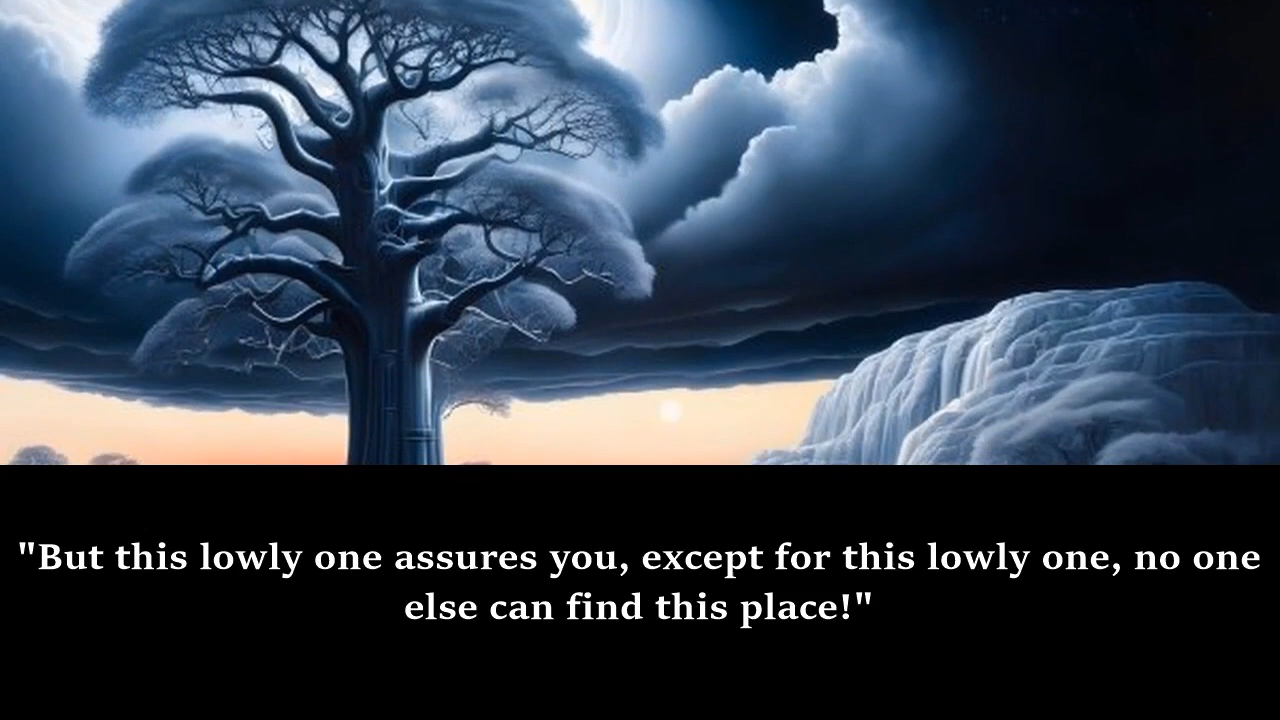 "But this lowly one assures you, except for this lowly one, no one
else can find this place!"